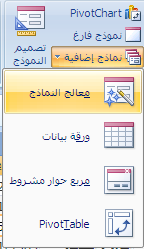 PivotChart
نموذج فارغ
نماذج إضافية
تصميم
النموذج
معالج النماذج
ورقة بيانات
مربع حوار مشروط
PivotTable